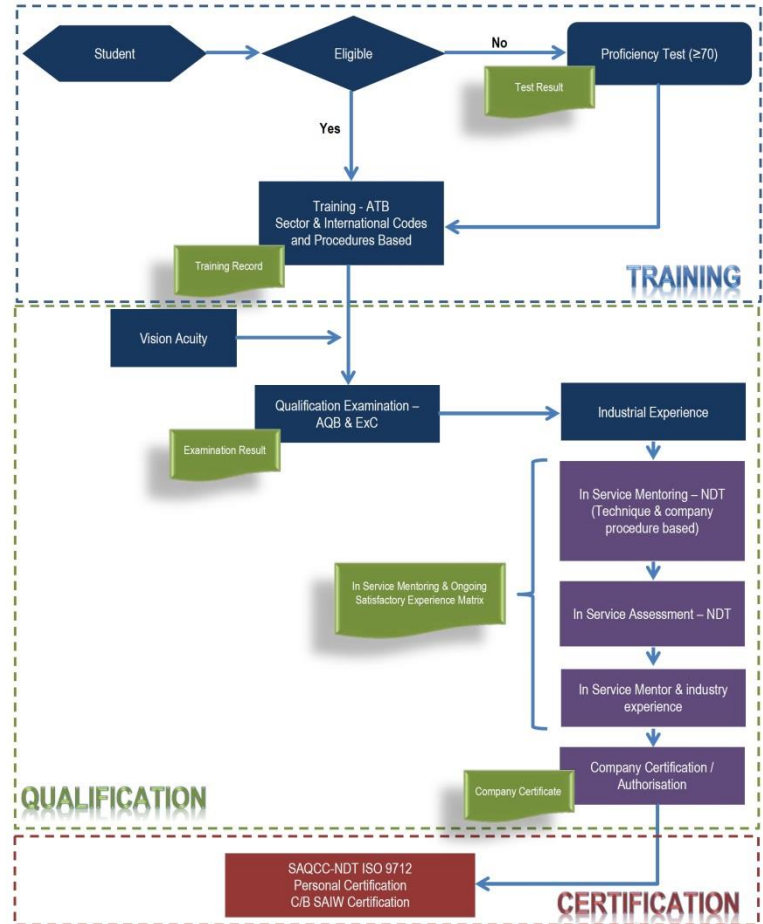 Student
Eligible
No
Proficiency Test (≥70)
Test Result
Yes
Training - ATB
Sector & International Codes
and Procedures Based
Training Record
TRAINING
Vision Acuity
Qualification Examination –
AQB & ExC
Industrial Experience
Examination Result
In Service Mentoring – NDT
(Technique & company
procedure based)
In Service Mentoring & Ongoing
Satisfactory Experience Matrix
In Service Assessment – NDT
In Service Mentor & industry
experience
Company Certification /
Authorisation
Company Certificate
QUALIFICATION
SAQCC-NDT ISO 9712
Personal Certification
C/B SAIW Certification
CERTIFICATION